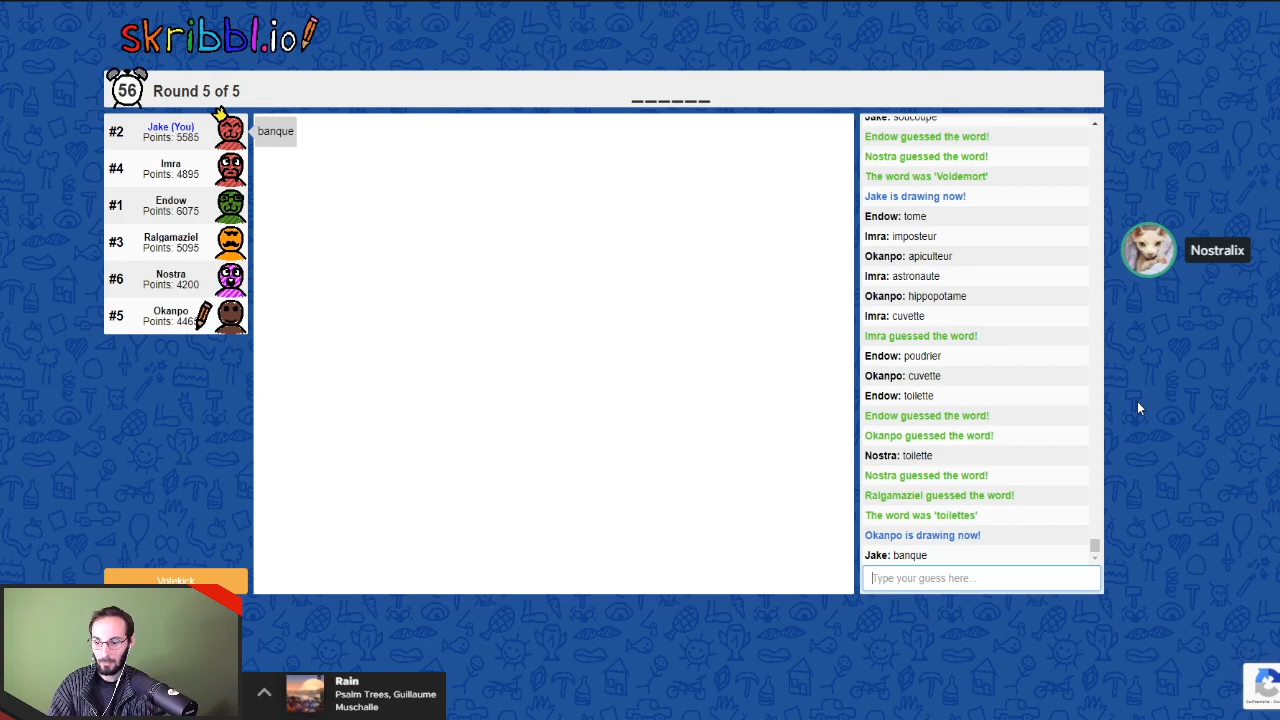 skribbl.io
56
Round 5 of 5
______
#2
Jake (You)
Points: 5585
#4
Imra
Points: 4895
#1
Endow
Points: 6075
#3
Ralgamaziel
Points: 5095
#6
Nostra
Points: 4200
#5
Okanpo
banque
Jake: soucoupe
Endow guessed the word!
Nostra guessed the word!
The word was 'Voldemort'
Jake is drawing now!
Endow: tome
Imra: imposteur
Okanpo: apiculteur
Imra: astronaute
Okanpo: hippopotame
Imra: cuvette
Imra guessed the word!
Endow: poudrier
Okanpo: cuvette
Endow: toilette
Endow guessed the word!
Okanpo guessed the word!
Nostra: toilette
Nostra guessed the word!
Ralgamaziel guessed the word!
The word was 'toilettes'
Okanpo is drawing now!
Jake: banque
Type your guess here...
Nostralix
Votekick
Rain
Psalm Trees, Guillaume
Muschalle